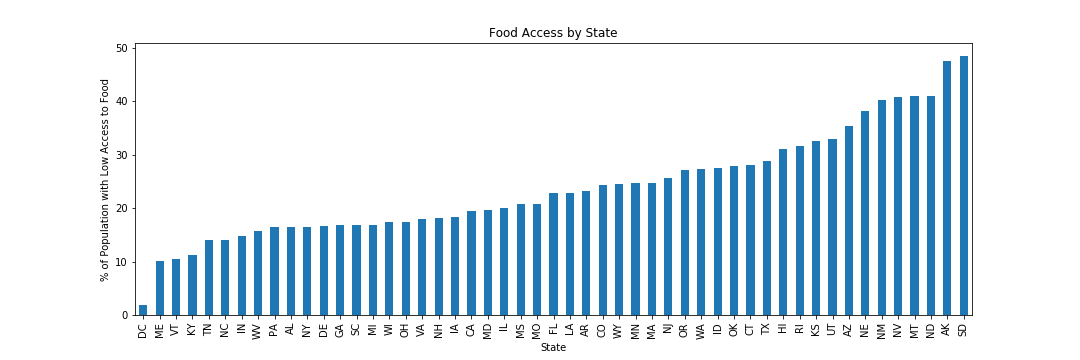 Food Access by State
% of Population with Low Access to Food
50
40
30
20
10
0
DC ME VT KY TN NC IN WV PA AL NY DE GA SC MI WI OH VA NH IA CA MD IL MS MO FL LA AR CO WY MN MA NJ OR WA ID OK CT TX HI RI KS UT AZ NE NM NV MT ND AK SD
State